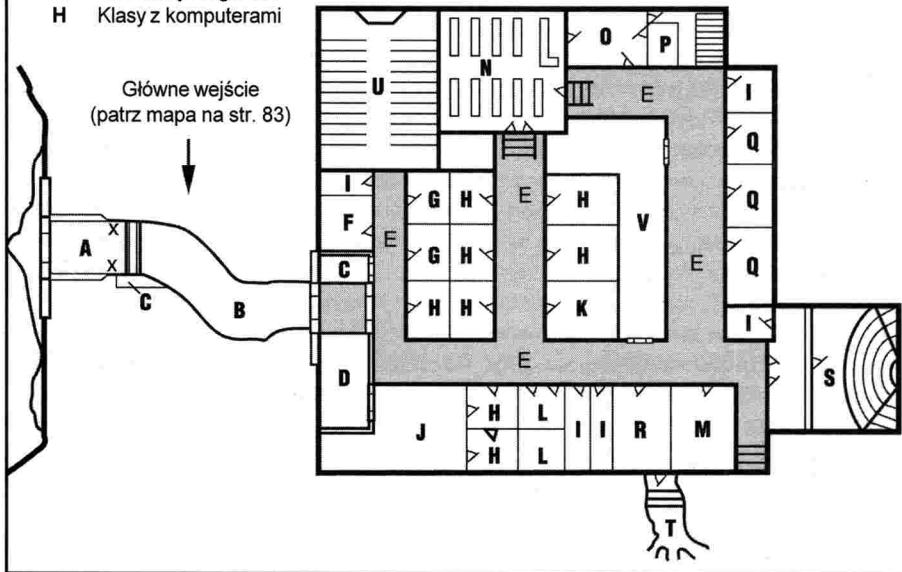 H Klasy z komputerami
Główne wejście
(patrz mapa na str. 83)
O
P
U
N
E
I
Q
I
G
H
E
H
F
V
Q
A
X
E
G
H
H
E
Q
C
X
C
B
H
H
K
I
E
D
S
J
H
L
I
I
R
M
H
L
T